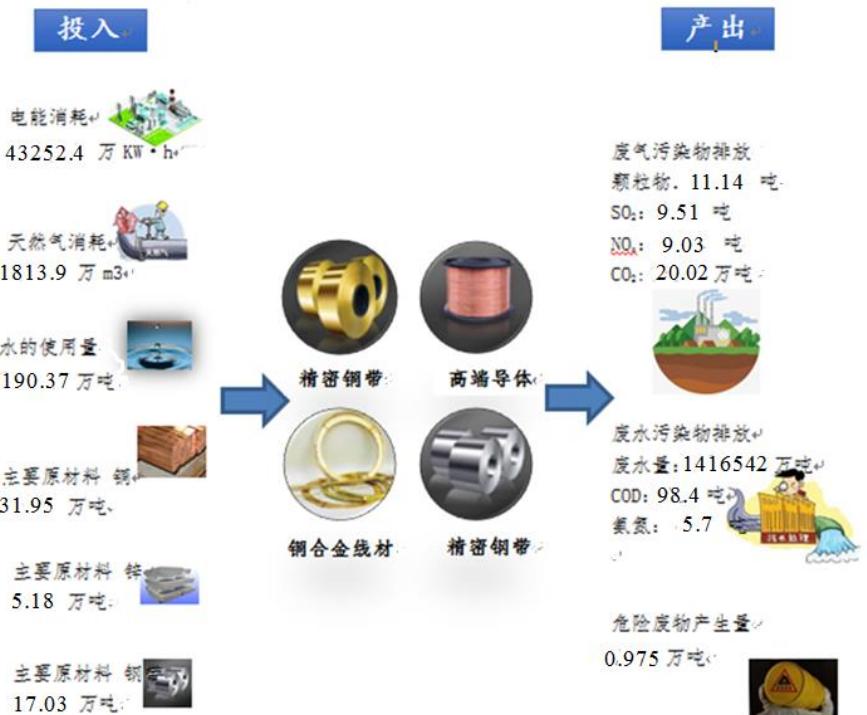 投入
电能消耗
43252.4 万 KW·h
天然气消耗
1813.9 万 m3
水的使用量
190.37 万吨
主要原材料 铜
31.95 万吨
主要原材料 锌
5.18 万吨
主要原材料 钢
17.03 万吨
精密铜带
高端导体
铜合金线材
精密钢带
产出
废气污染物排放
颗粒物. 11.14 吨
SO₂: 9.51 吨
NOₓ: 9.03 吨
CO₂: 20.02 万吨
废水污染物排放
废水量: 1416542 万吨
COD: 98.4 吨
氨氮: 5.7
污水处理
危险废物产生量
0.975 万吨